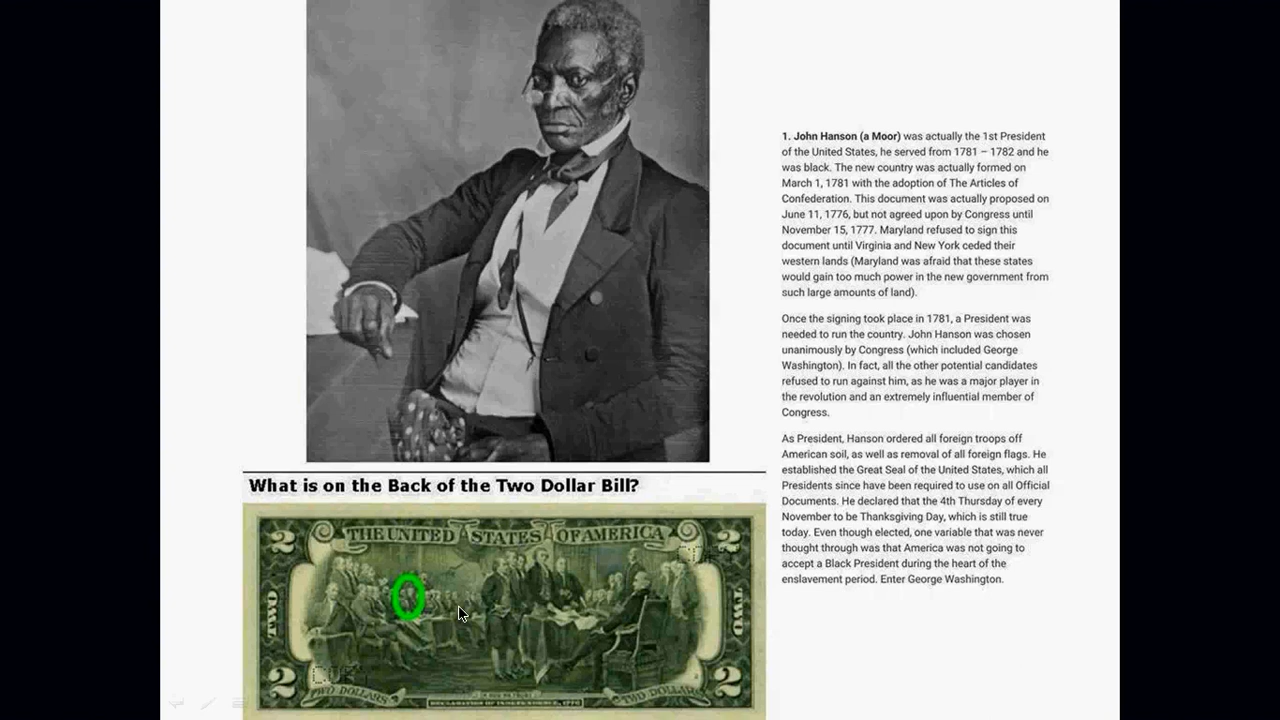 1. John Hanson (a Moor) was actually the 1st President
of the United States, he served from 1781 – 1782 and he
was black. The new country was actually formed on
March 1, 1781 with the adoption of The Articles of
Confederation. This document was actually proposed on
June 11, 1776, but not agreed upon by Congress until
November 15, 1777. Maryland refused to sign this
document until Virginia and New York ceded their
western lands (Maryland was afraid that these states
would gain too much power in the new government from
such large amounts of land).
Once the signing took place in 1781, a President was
needed to run the country. John Hanson was chosen
unanimously by Congress (which included George
Washington). In fact, all the other potential candidates
refused to run against him, as he was a major player in
the revolution and an extremely influential member of
Congress.
As President, Hanson ordered all foreign troops off
American soil, as well as removal of all foreign flags. He
established the Great Seal of the United States, which all
Presidents since have been required to use on all Official
Documents. He declared that the 4th Thursday of every
November to be Thanksgiving Day, which is still true
today. Even though elected, one variable that was never
thought through was that America was not going to
accept a Black President during the heart of the
enslavement period. Enter George Washington.
What is on the Back of the Two Dollar Bill?
2 THE UNITED STATES OF AMERICA 2
TWO TWO
COPY
2 TWO DOLLARS TWO DOLLARS 2
DECLARATION OF INDEPENDENCE, 1776